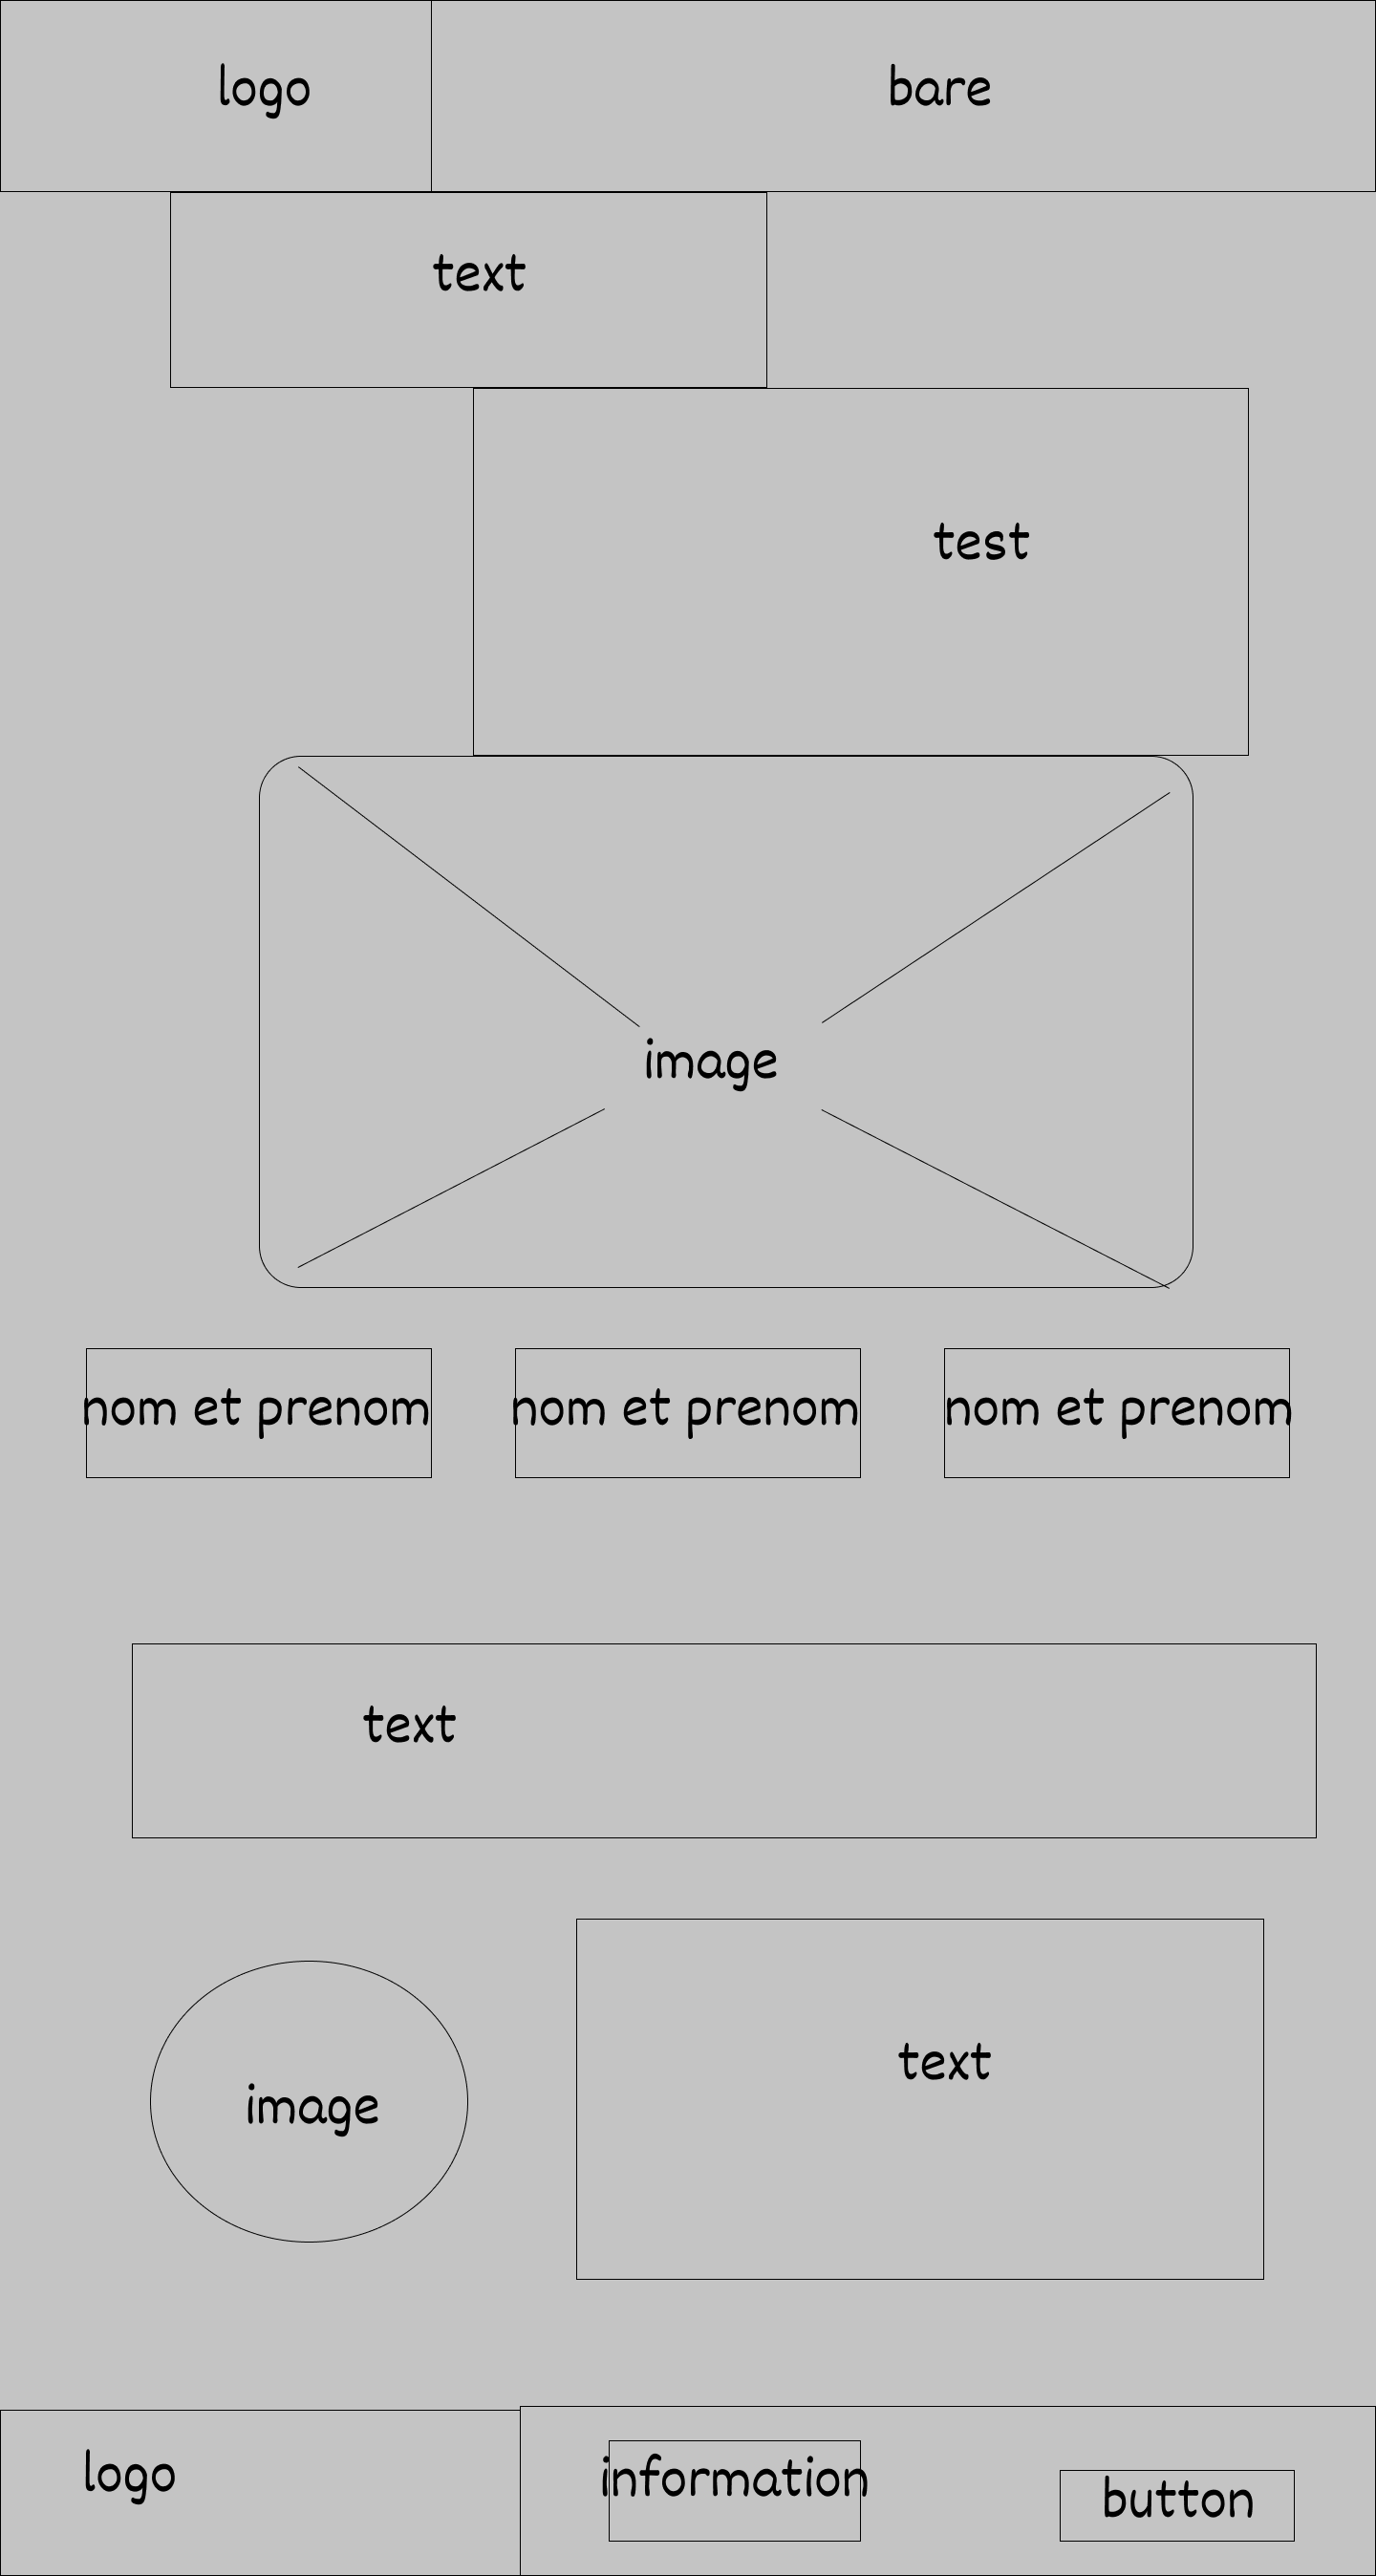 logo
bare
text
test
image
nom et prenom
nom et prenom
nom et prenom
text
image
text
logo
information
button